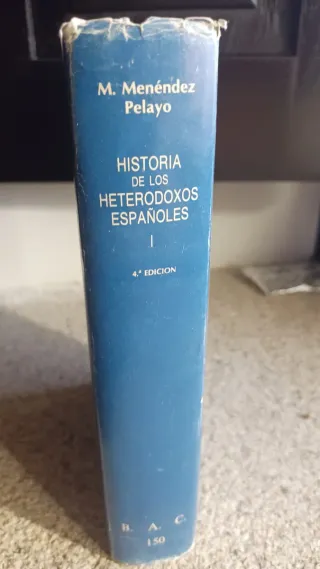 M. Menéndez
Pelayo
HISTORIA
DE LOS
HETERODOXOS
ESPAÑOLES
I
4.ª EDICION
B. A. C.
150